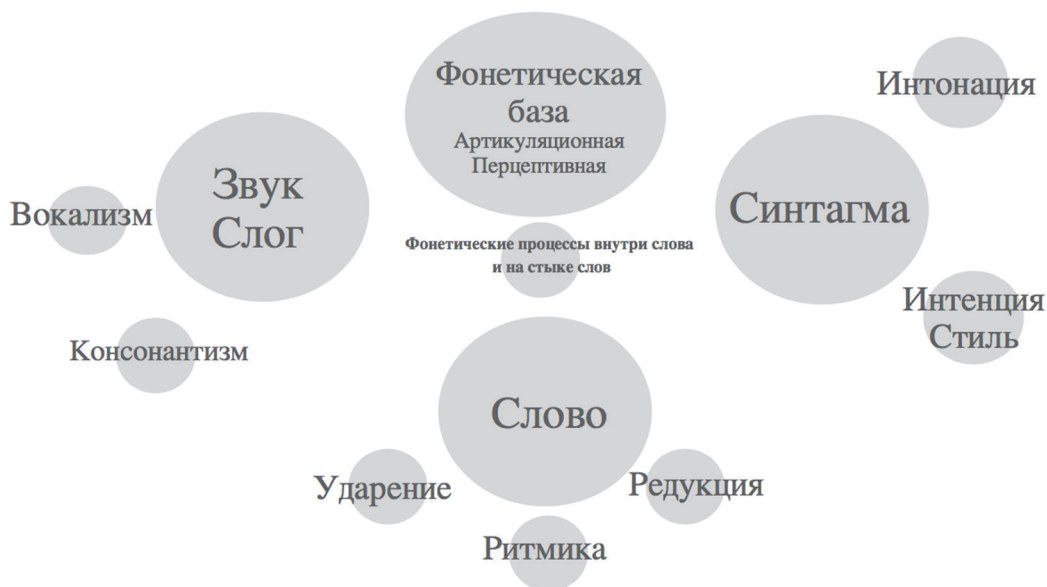 Фонетическая
база
Артикуляционная
Перцептивная
Интонация
Звук
Слог
Вокализм
Синтагма
Фонетические процессы внутри слова
и на стыке слов
Интенция
Стиль
Консонантизм
Слово
Ударение
Редукция
Ритмика